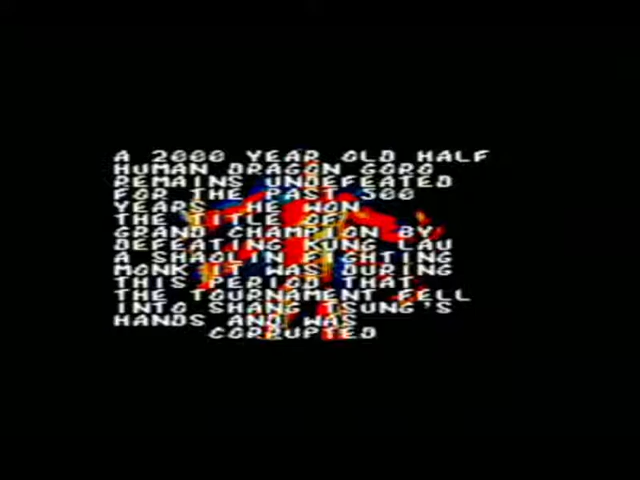 A 2000 YEAR OLD HALF
HUMAN DRAGON GORO
REMAINS UNDEFEATED
FOR THE PAST 500
YEARS HE WON
THE TITLE OF
GRAND CHAMPION BY
DEFEATING KUNG LAU
A SHAOLIN FIGHTING
MONK IT WAS DURING
THIS PERIOD THAT
THE TOURNAMENT FELL
INTO SHANG TSUNG'S
HANDS AND WAS
CORRUPTED